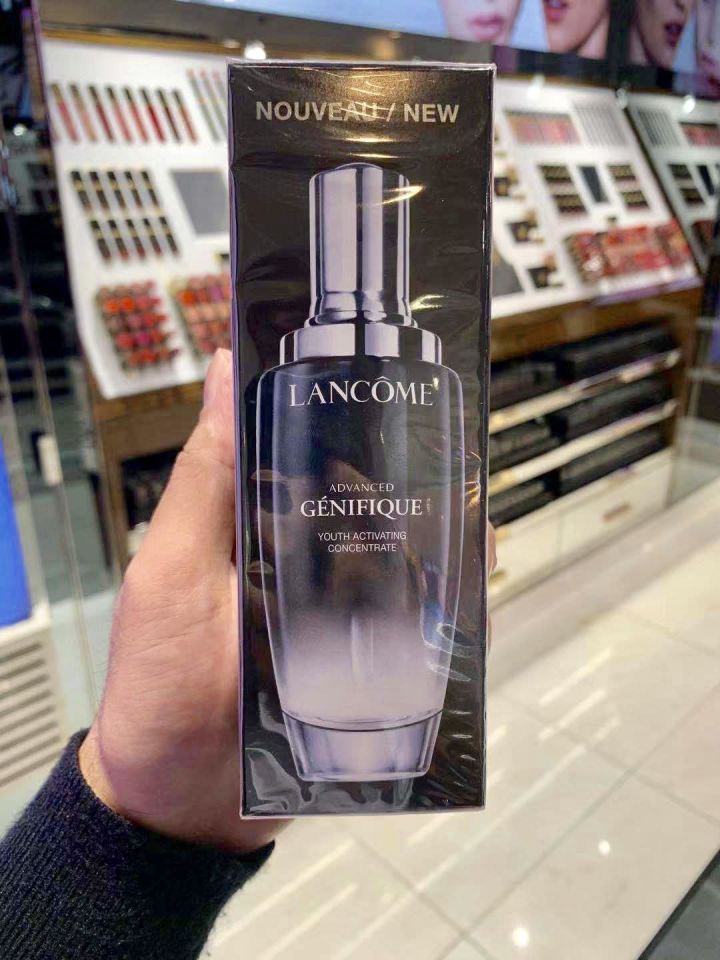 NOUVEAU / NEW
LANCÔME
ADVANCED
GÉNIFIQUE
YOUTH ACTIVATING
CONCENTRATE